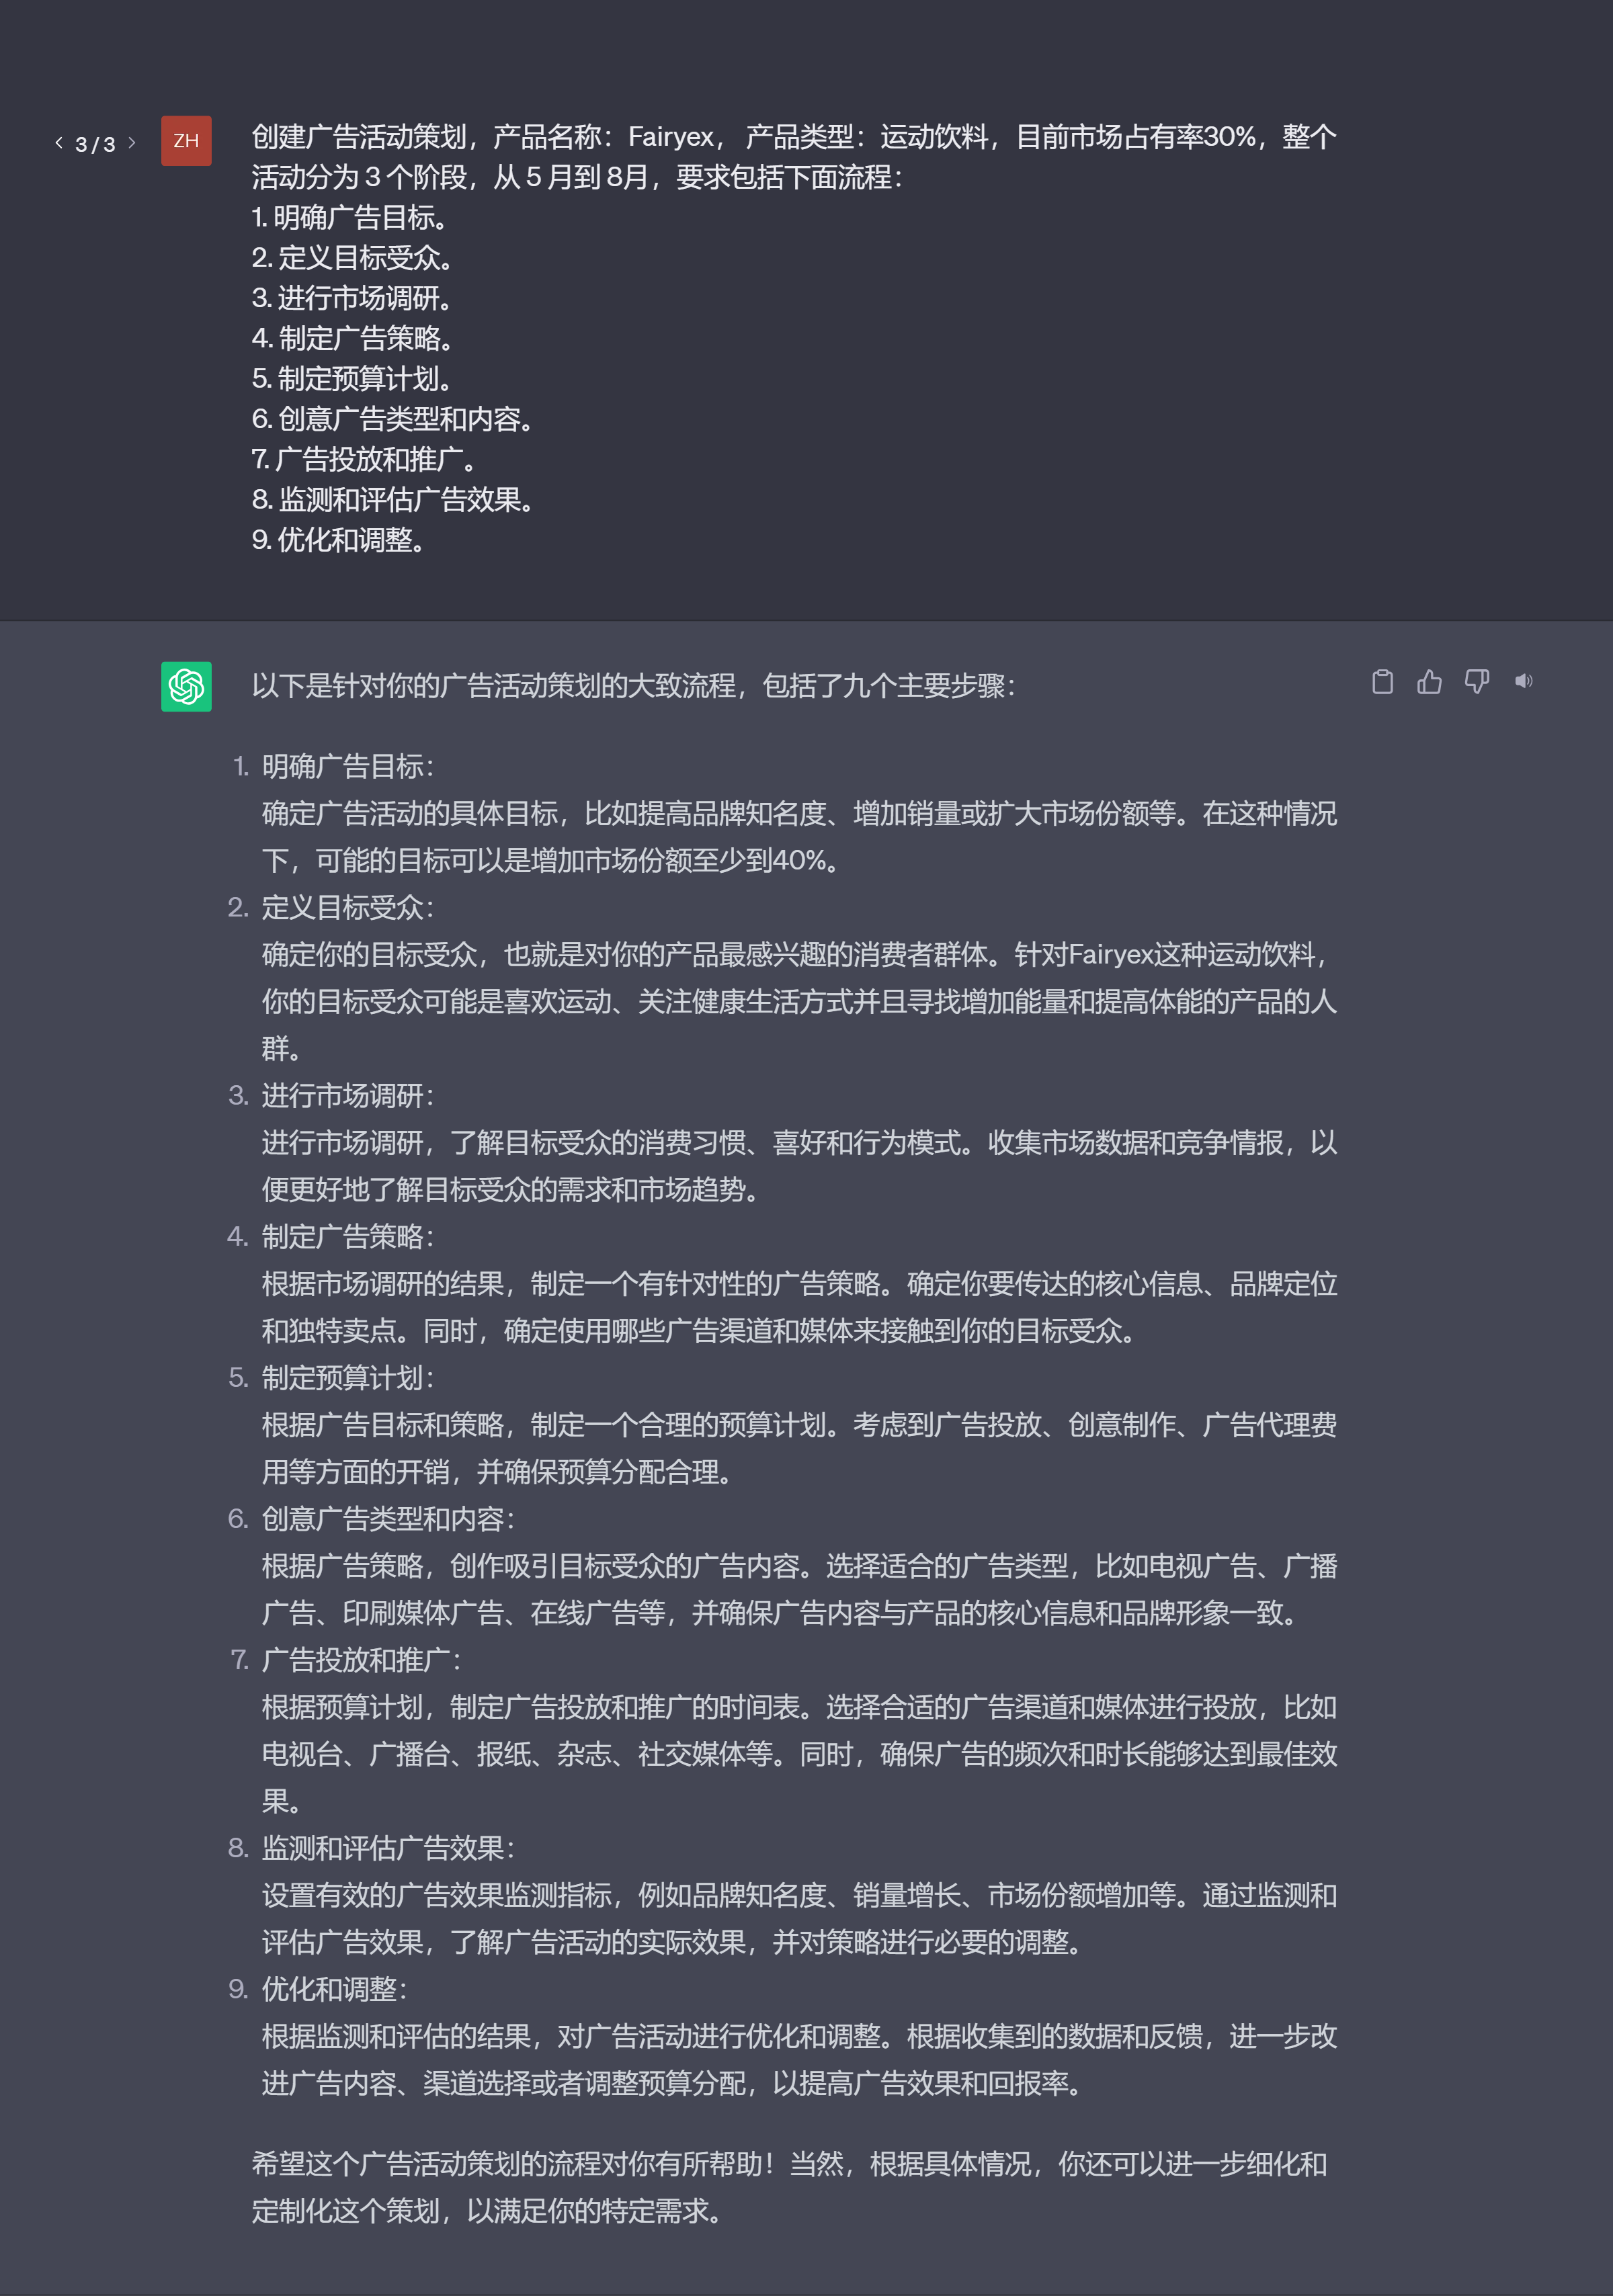 3 / 3
ZH
创建广告活动策划，产品名称：Fairyex， 产品类型：运动饮料，目前市场占有率30%，整个
活动分为 3 个阶段，从 5 月到 8月，要求包括下面流程：
1. 明确广告目标。
2. 定义目标受众。
3. 进行市场调研。
4. 制定广告策略。
5. 制定预算计划。
6. 创意广告类型和内容。
7. 广告投放和推广。
8. 监测和评估广告效果。
9. 优化和调整。
以下是针对你的广告活动策划的大致流程，包括了九个主要步骤：
1. 明确广告目标：
确定广告活动的具体目标，比如提高品牌知名度、增加销量或扩大市场份额等。在这种情况
下，可能的目标可以是增加市场份额至少到40%。
2. 定义目标受众：
确定你的目标受众，也就是对你的产品最感兴趣的消费者群体。针对Fairyex这种运动饮料，
你的目标受众可能是喜欢运动、关注健康生活方式并且寻找增加能量和提高体能的产品的人
群。
3. 进行市场调研：
进行市场调研，了解目标受众的消费习惯、喜好和行为模式。收集市场数据和竞争情报，以
便更好地了解目标受众的需求和市场趋势。
4. 制定广告策略：
根据市场调研的结果，制定一个有针对性的广告策略。确定你要传达的核心信息、品牌定位
和独特卖点。同时，确定使用哪些广告渠道和媒体来接触到你的目标受众。
5. 制定预算计划：
根据广告目标和策略，制定一个合理的预算计划。考虑到广告投放、创意制作、广告代理费
用等方面的开销，并确保预算分配合理。
6. 创意广告类型和内容：
根据广告策略，创作吸引目标受众的广告内容。选择适合的广告类型，比如电视广告、广播
广告、印刷媒体广告、在线广告等，并确保广告内容与产品的核心信息和品牌形象一致。
7. 广告投放和推广：
根据预算计划，制定广告投放和推广的时间表。选择合适的广告渠道和媒体进行投放，比如
电视台、广播台、报纸、杂志、社交媒体等。同时，确保广告的频次和时长能够达到最佳效
果。
8. 监测和评估广告效果：
设置有效的广告效果监测指标，例如品牌知名度、销量增长、市场份额增加等。通过监测和
评估广告效果，了解广告活动的实际效果，并对策略进行必要的调整。
9. 优化和调整：
根据监测和评估的结果，对广告活动进行优化和调整。根据收集到的数据和反馈，进一步改
进广告内容、渠道选择或者调整预算分配，以提高广告效果和回报率。
希望这个广告活动策划的流程对你有所帮助！当然，根据具体情况，你还可以进一步细化和
定制化这个策划，以满足你的特定需求。